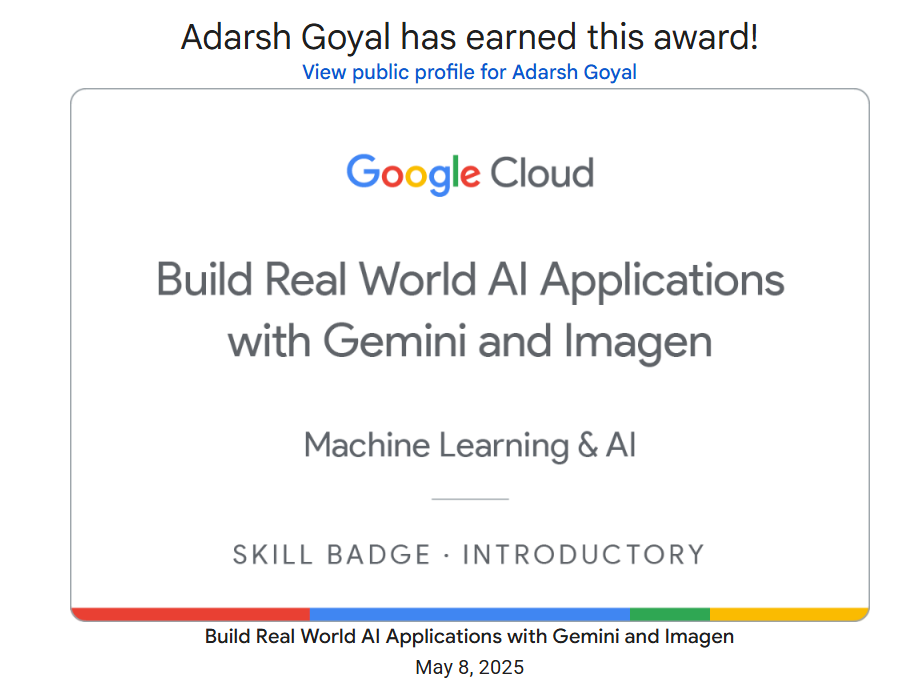 Adarsh Goyal has earned this award!
View public profile for Adarsh Goyal
Google Cloud
Build Real World AI Applications
with Gemini and Imagen
Machine Learning & AI
SKILL BADGE · INTRODUCTORY
Build Real World AI Applications with Gemini and Imagen
May 8, 2025